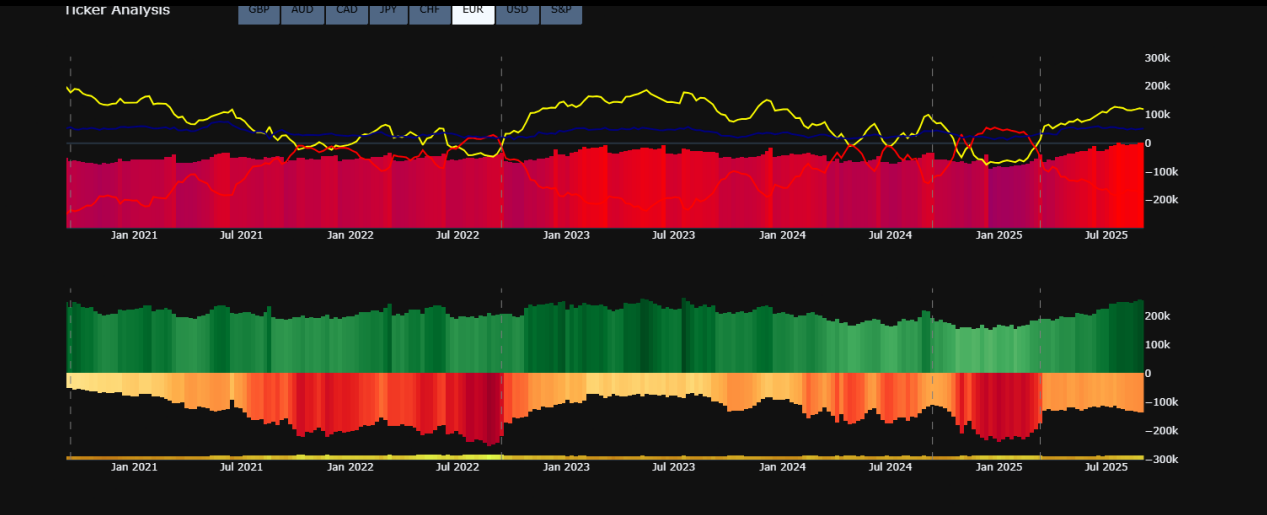 Ticker Analysis
GBP AUD CAD JPY CHF EUR USD S&P
300k
200k
100k
0
−100k
−200k
Jan 2021 Jul 2021 Jan 2022 Jul 2022 Jan 2023 Jul 2023 Jan 2024 Jul 2024 Jan 2025 Jul 2025
200k
100k
0
−100k
−200k
−300k
Jan 2021 Jul 2021 Jan 2022 Jul 2022 Jan 2023 Jul 2023 Jan 2024 Jul 2024 Jan 2025 Jul 2025